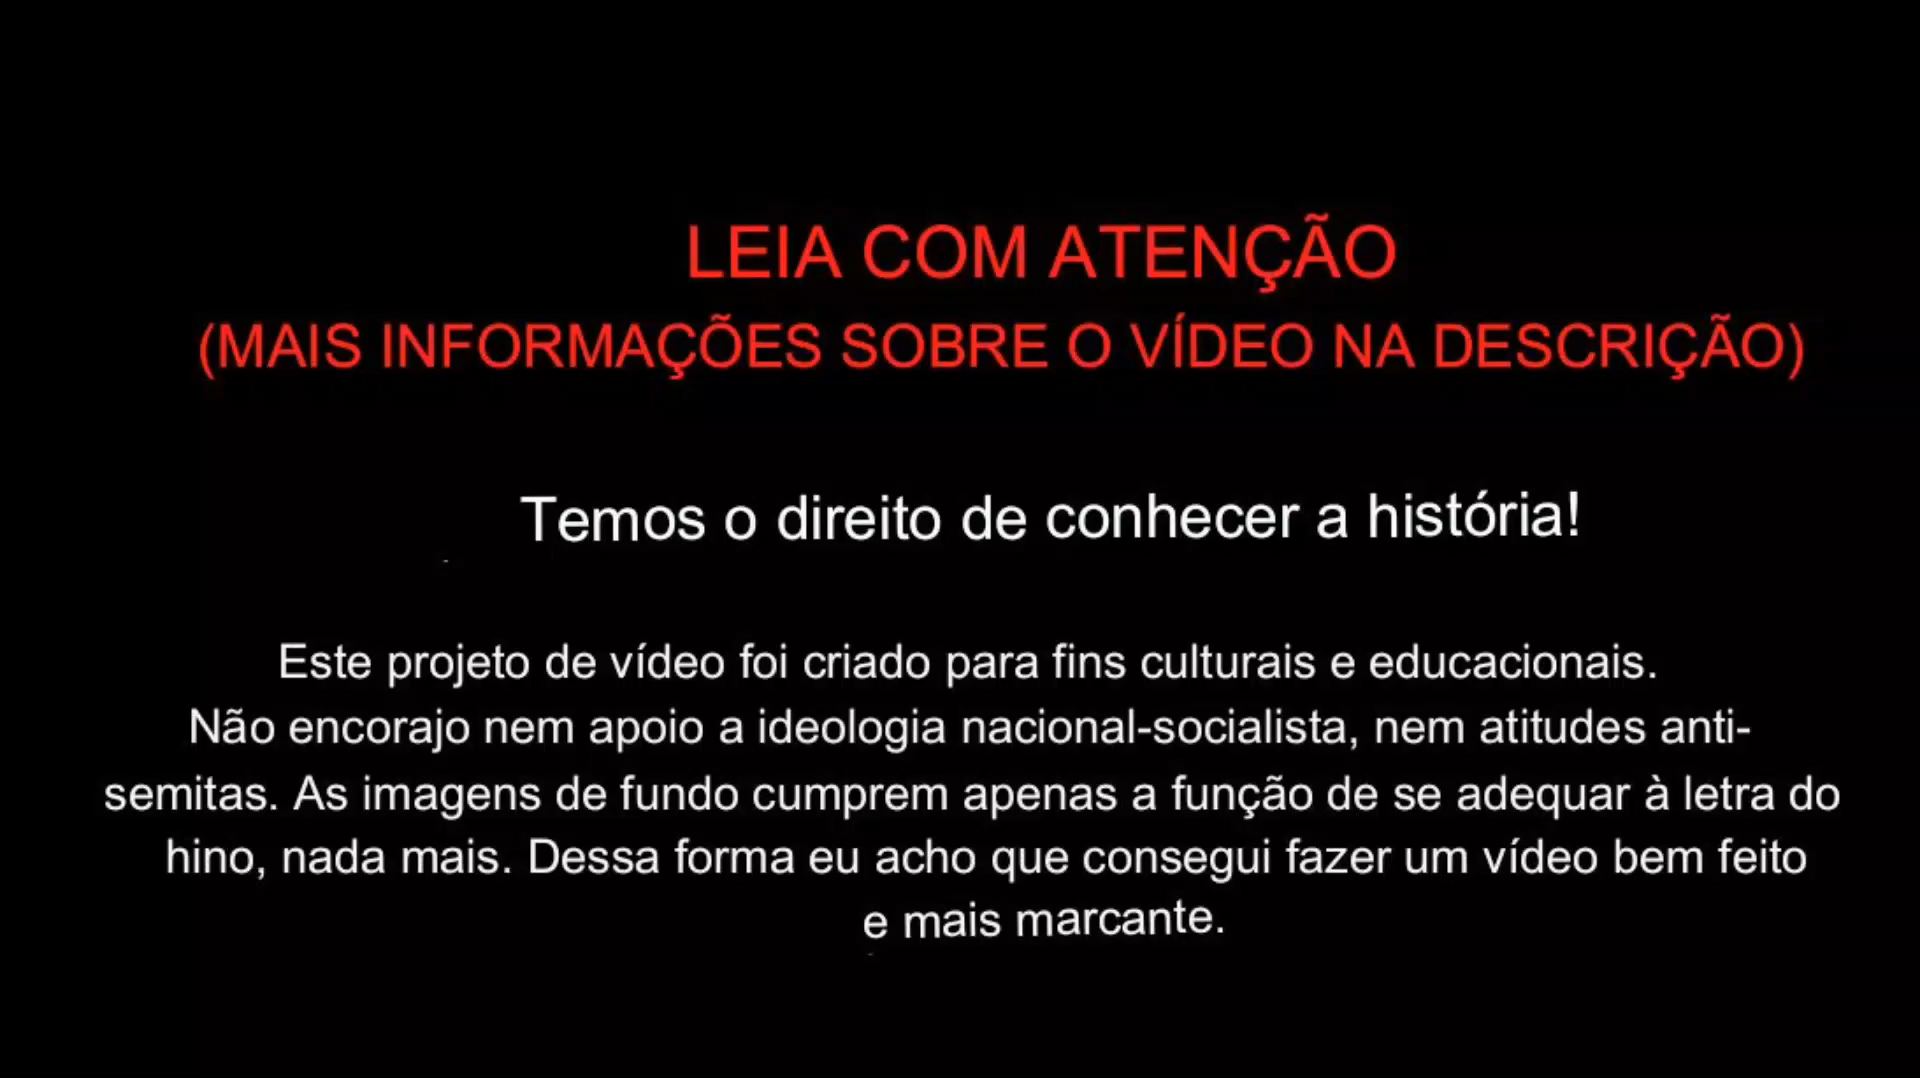 LEIA COM ATENÇÃO
(MAIS INFORMAÇÕES SOBRE O VÍDEO NA DESCRIÇÃO)
Temos o direito de conhecer a história!
Este projeto de vídeo foi criado para fins culturais e educacionais.
Não encorajo nem apoio a ideologia nacional-socialista, nem atitudes anti-
semitas. As imagens de fundo cumprem apenas a função de se adequar à letra do
hino, nada mais. Dessa forma eu acho que consegui fazer um vídeo bem feito
e mais marcante.